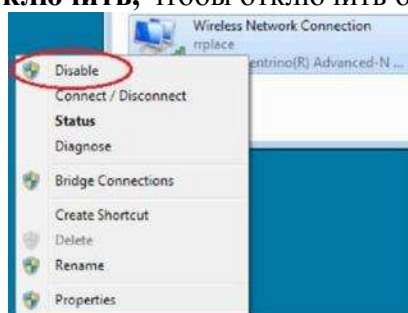 ключить, чтобы отключить
Wireless Network Connection
rrplace
entrino(R) Advanced-N ...
Disable
Connect / Disconnect
Status
Diagnose
Bridge Connections
Create Shortcut
Delete
Rename
Properties